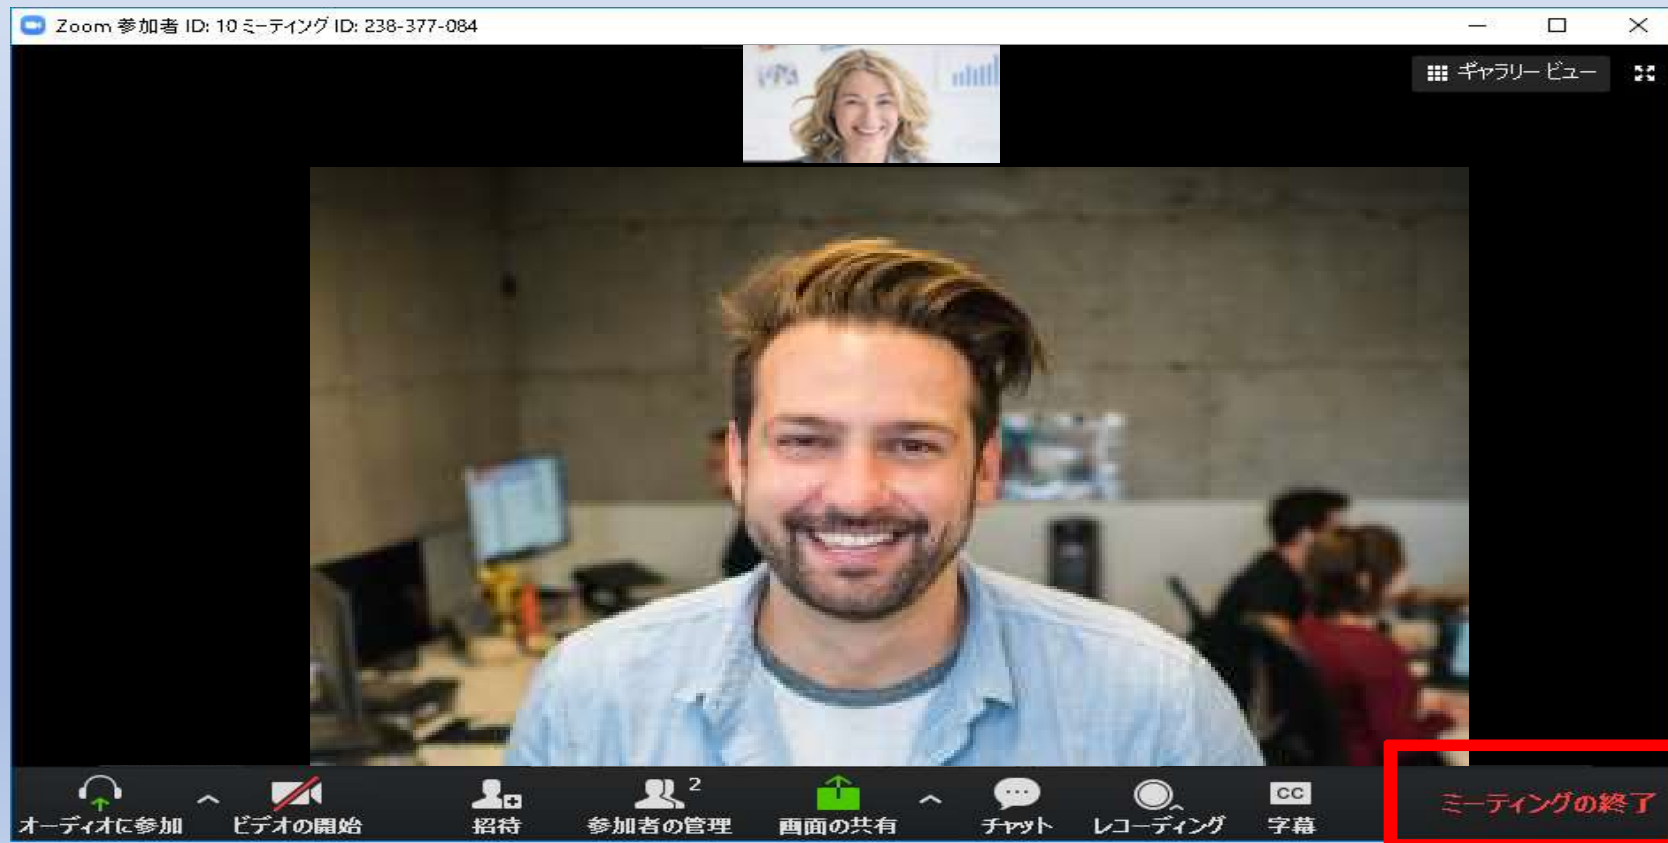 Zoom 参加者 ID: 10 ミーティング ID: 238-377-084
ギャラリー ビュー
2
CC
オーディオに参加 ビデオの開始 招待 参加者の管理 画面の共有 チャット レコーディング 字幕 ミーティングの終了